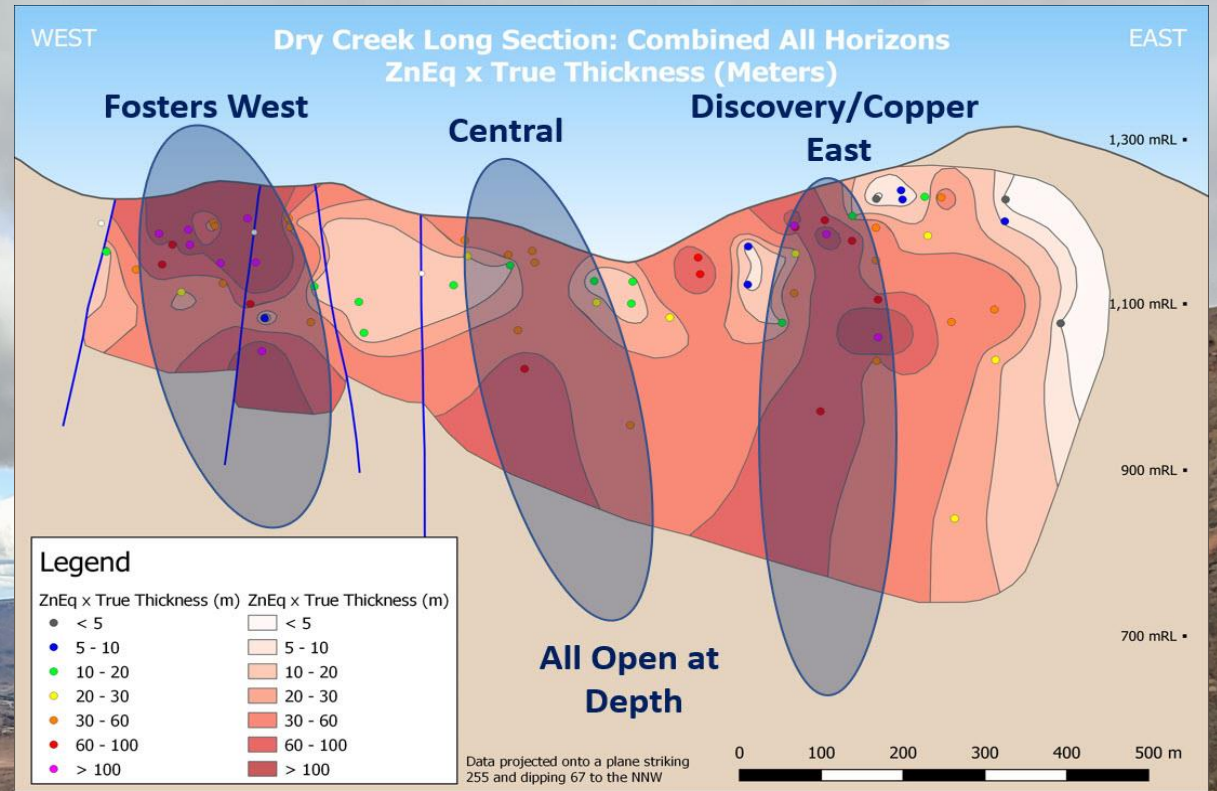 WEST
Dry Creek Long Section: Combined All Horizons
ZnEq x True Thickness (Meters)
EAST
Fosters West
Central
Discovery/Copper
East
1,300 mRL
1,100 mRL
900 mRL
700 mRL
All Open at
Depth
Legend
ZnEq x True Thickness (m) ZnEq x True Thickness (m)
< 5 < 5
5 - 10 5 - 10
10 - 20 10 - 20
20 - 30 20 - 30
30 - 60 30 - 60
60 - 100 60 - 100
> 100 > 100
Data projected onto a plane striking
255 and dipping 67 to the NNW
0 100 200 300 400 500 m